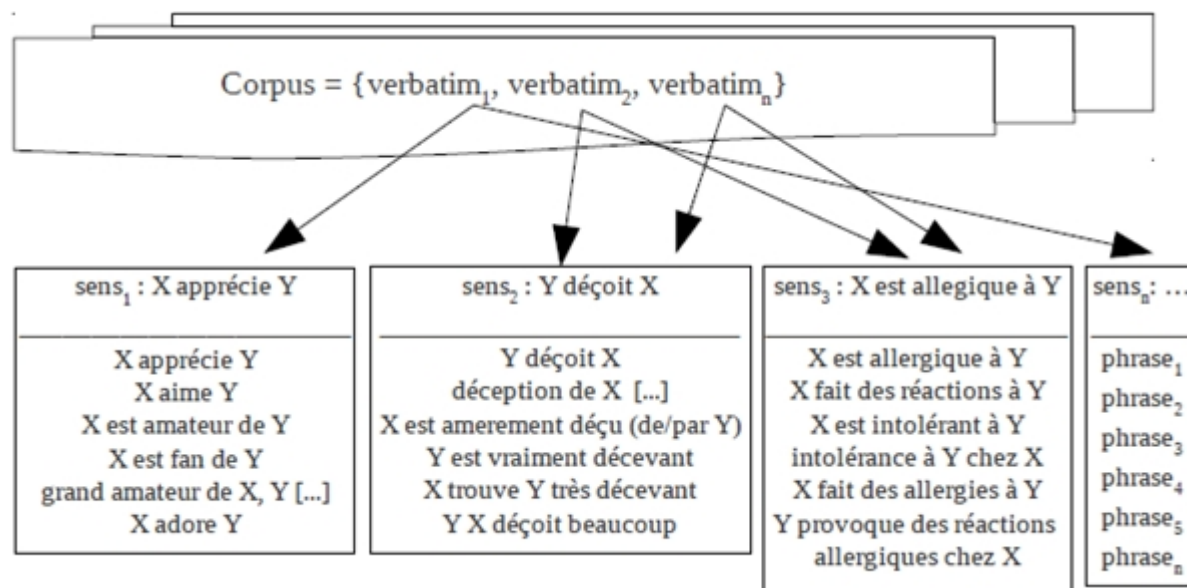 Corpus = {verbatim₁, verbatim₂, verbatimₙ}
sens₁ : X apprécie Y
X apprécie Y
X aime Y
X est amateur de Y
X est fan de Y
grand amateur de X, Y [...]
X adore Y
sens₂ : Y déçoit X
Y déçoit X
déception de X [...]
X est amerement déçu (de/par Y)
Y est vraiment décevant
X trouve Y très décevant
Y X déçoit beaucoup
sens₃ : X est allegique à Y
X est allergique à Y
X fait des réactions à Y
X est intolérant à Y
intolérance à Y chez X
X fait des allergies à Y
Y provoque des réactions
allergiques chez X
sensₙ: ...
phrase₁
phrase₂
phrase₃
phrase₄
phrase₅
phraseₙ